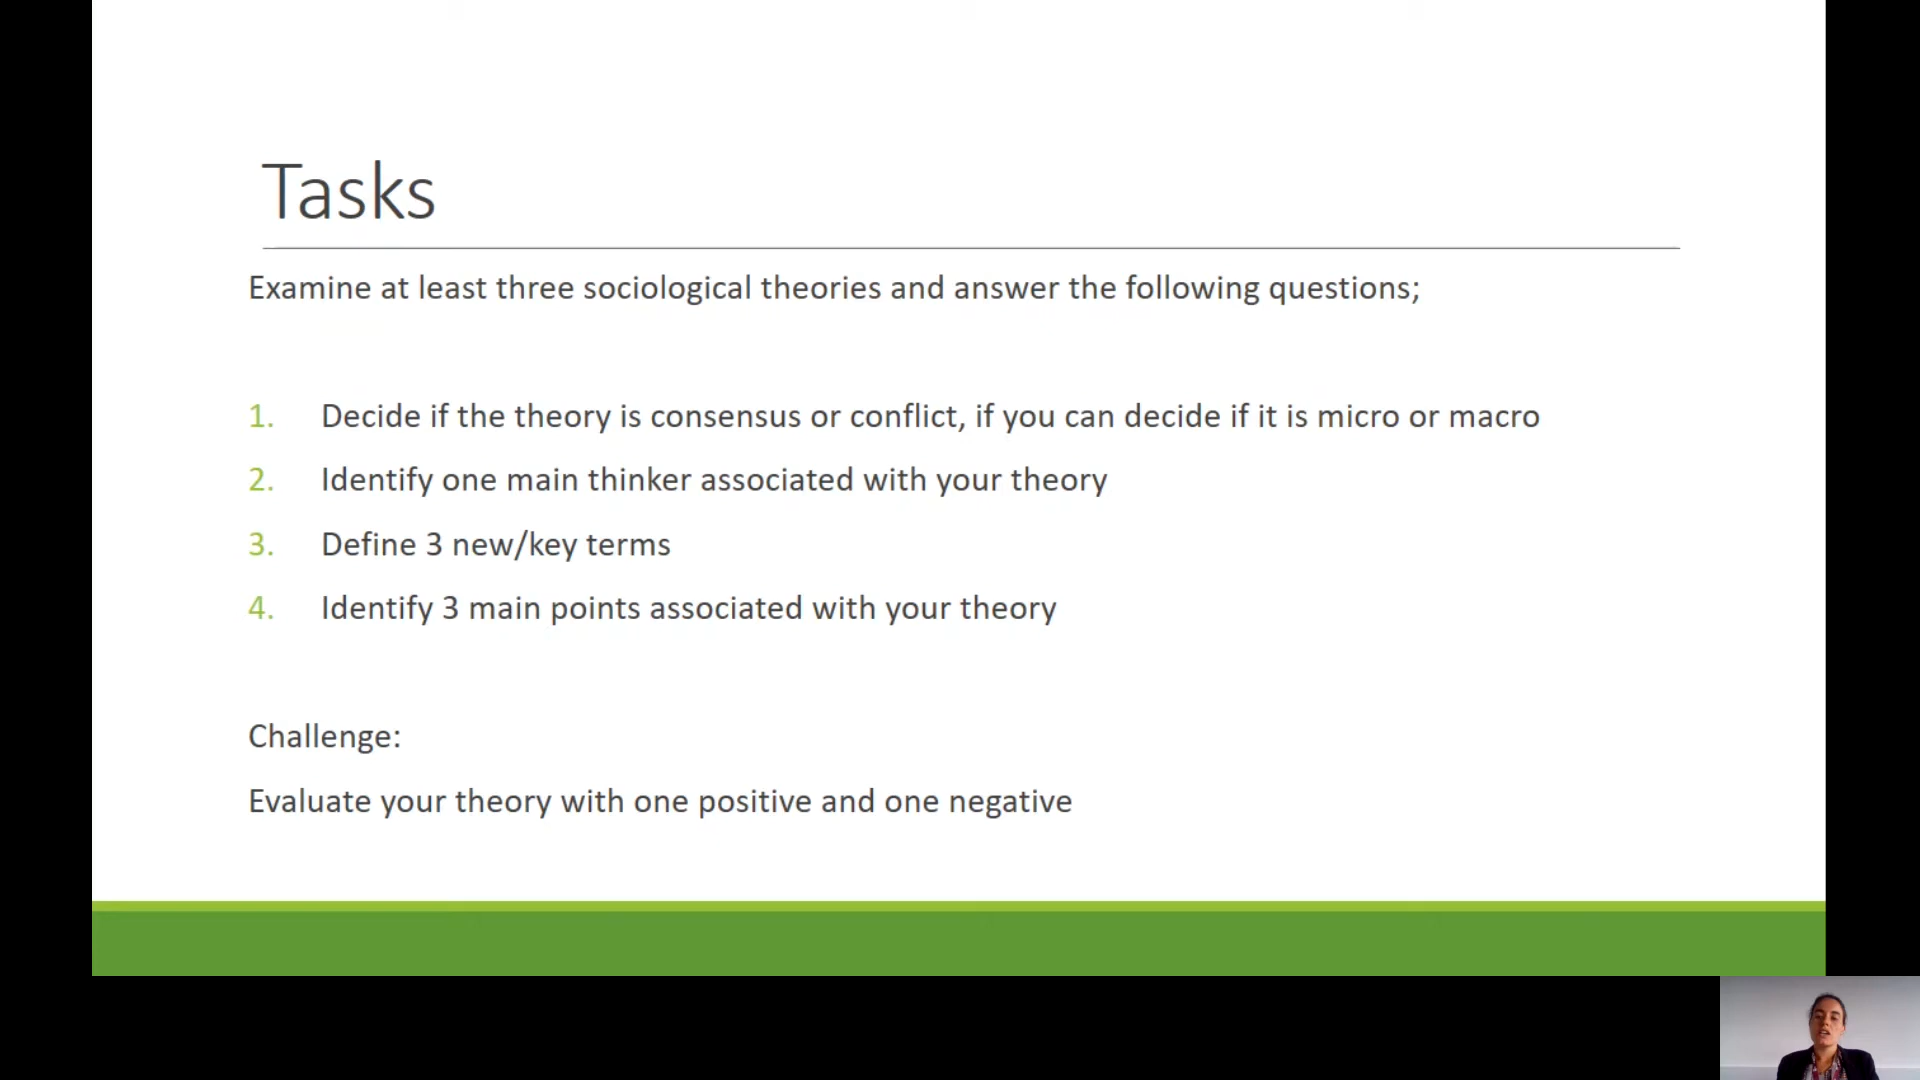 Tasks
Examine at least three sociological theories and answer the following questions;
1. Decide if the theory is consensus or conflict, if you can decide if it is micro or macro
2. Identify one main thinker associated with your theory
3. Define 3 new/key terms
4. Identify 3 main points associated with your theory
Challenge:
Evaluate your theory with one positive and one negative